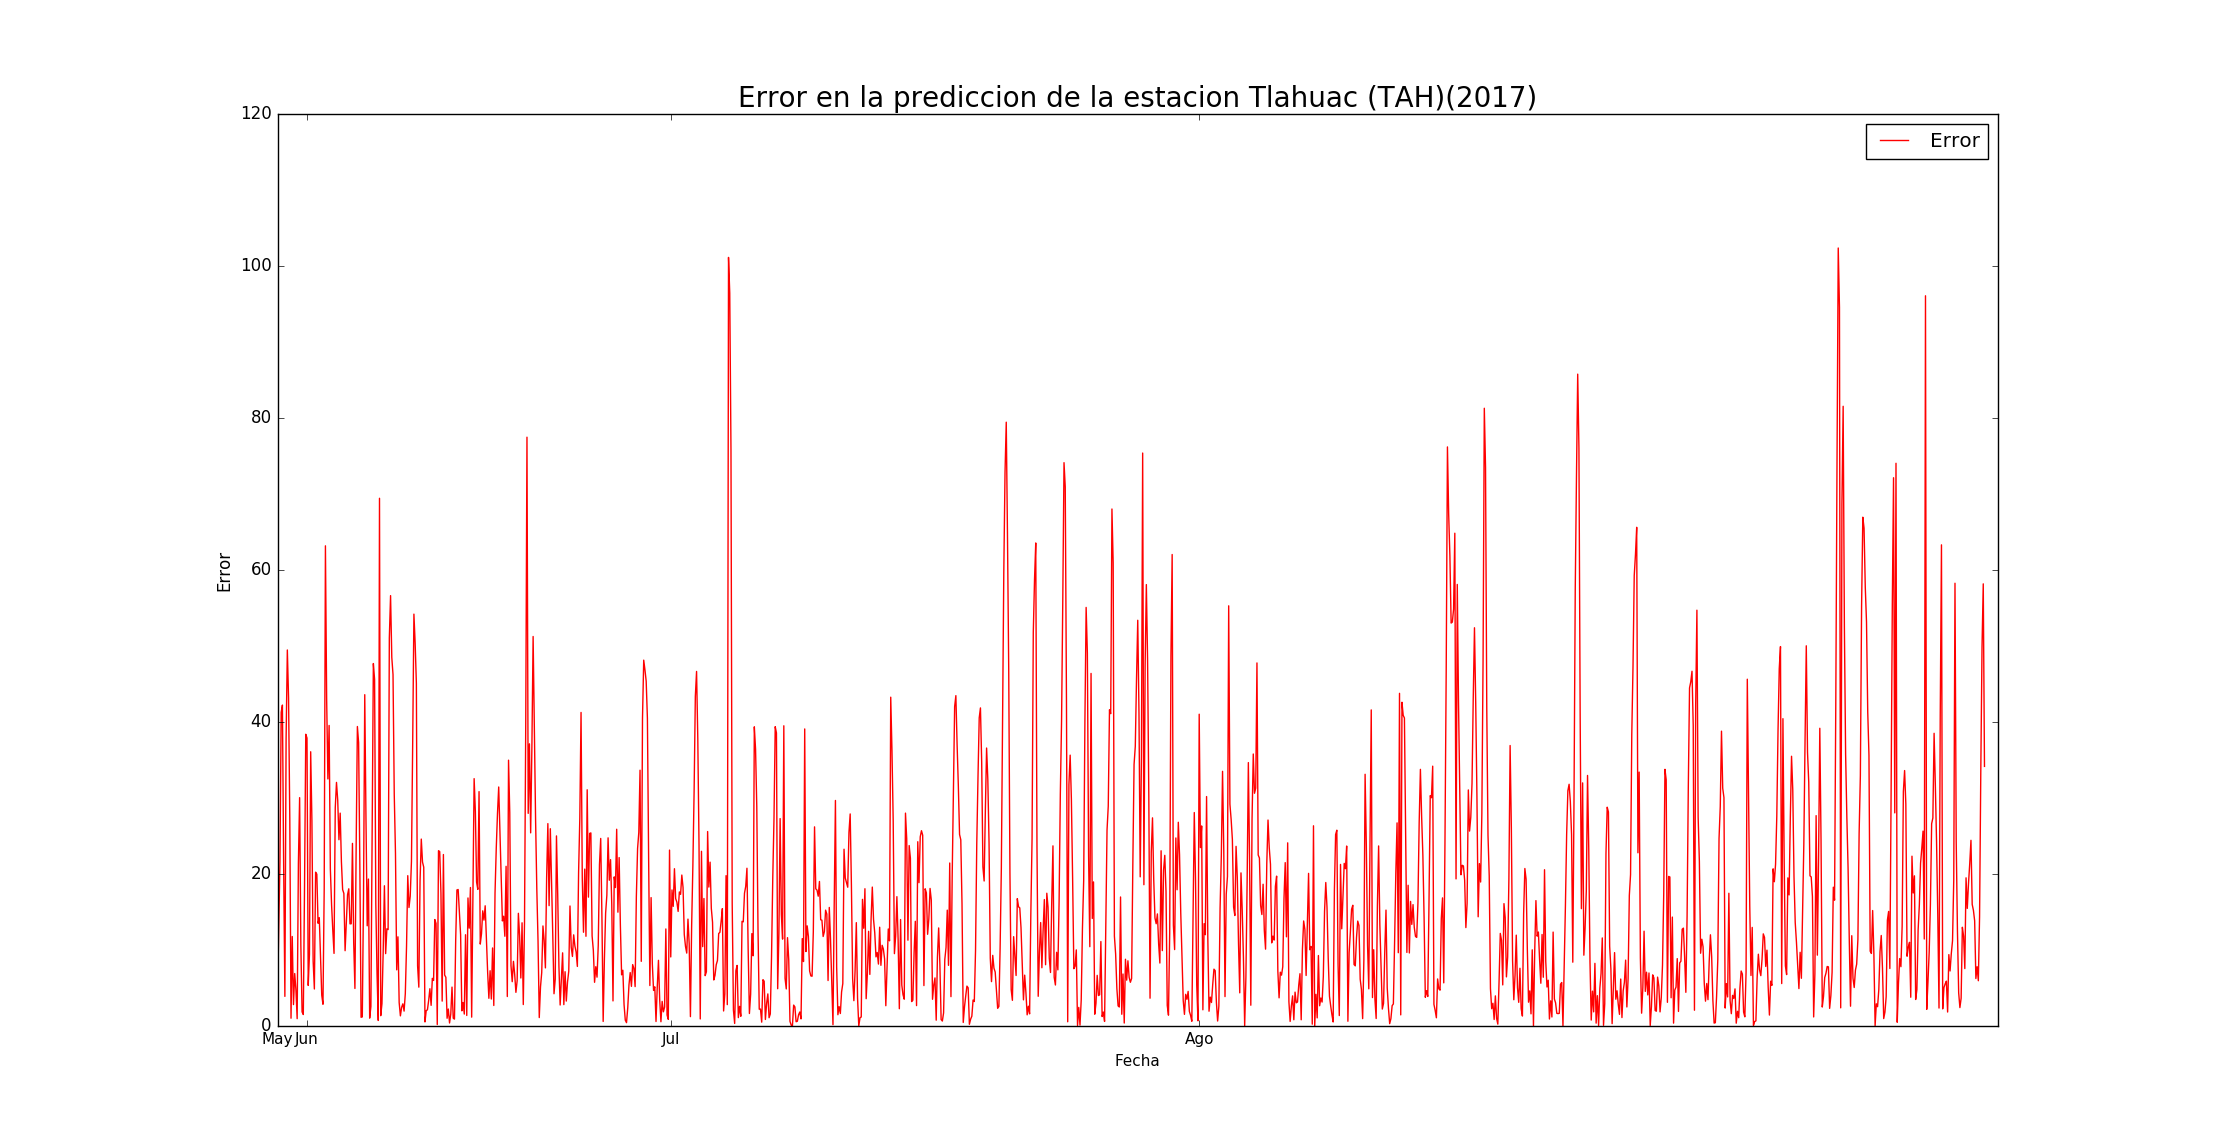 Error en la prediccion de la estacion Tlahuac (TAH)(2017)
120
100
80
60
40
20
0
Error
Error
May Jun Jul Ago
Fecha